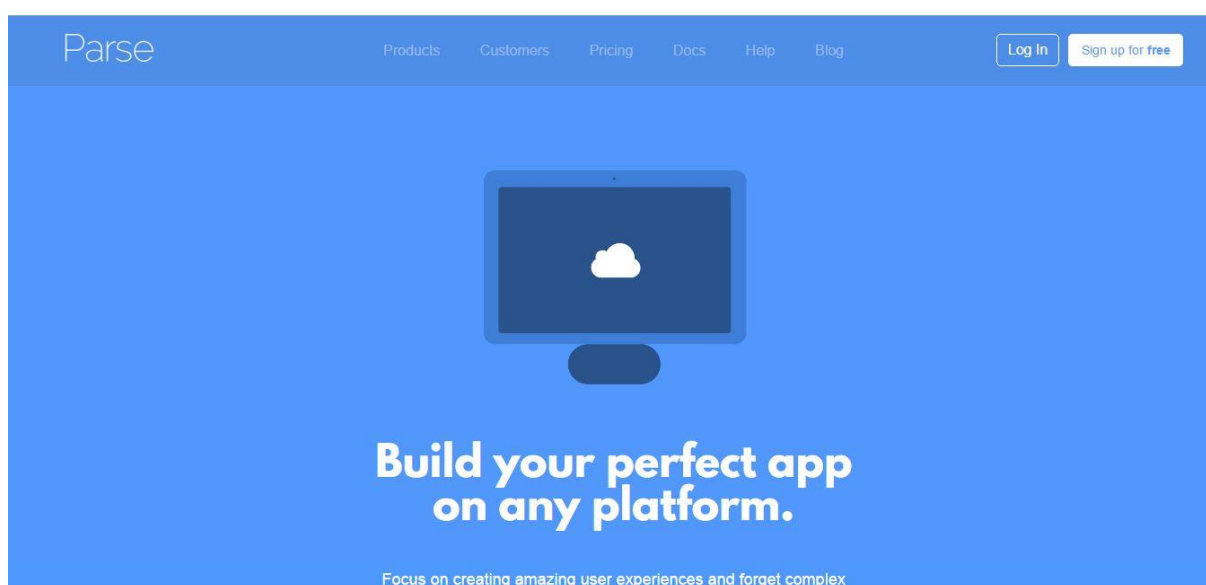 Parse
Products Customers Pricing Docs Help Blog
Log In
Sign up for free
Build your perfect app
on any platform.
Focus on creating amazing user experiences and forget complex